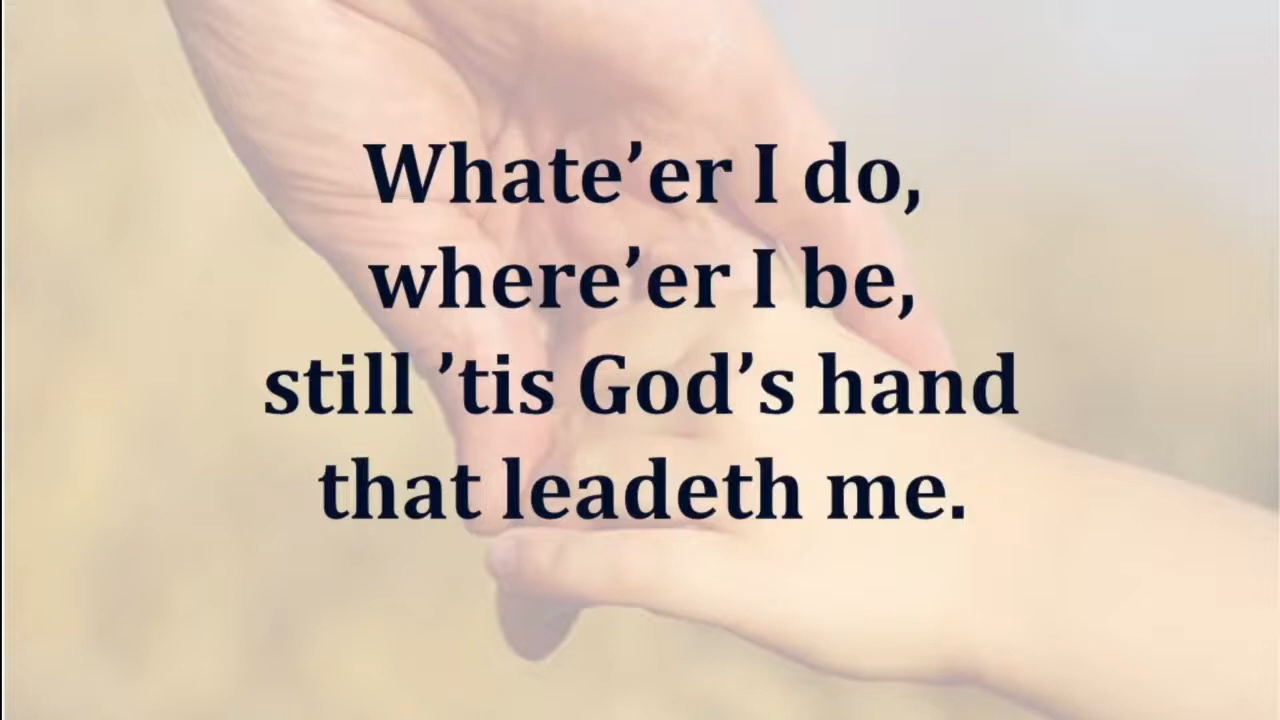 Whate’er I do,
where’er I be,
still ’tis God’s hand
that leadeth me.